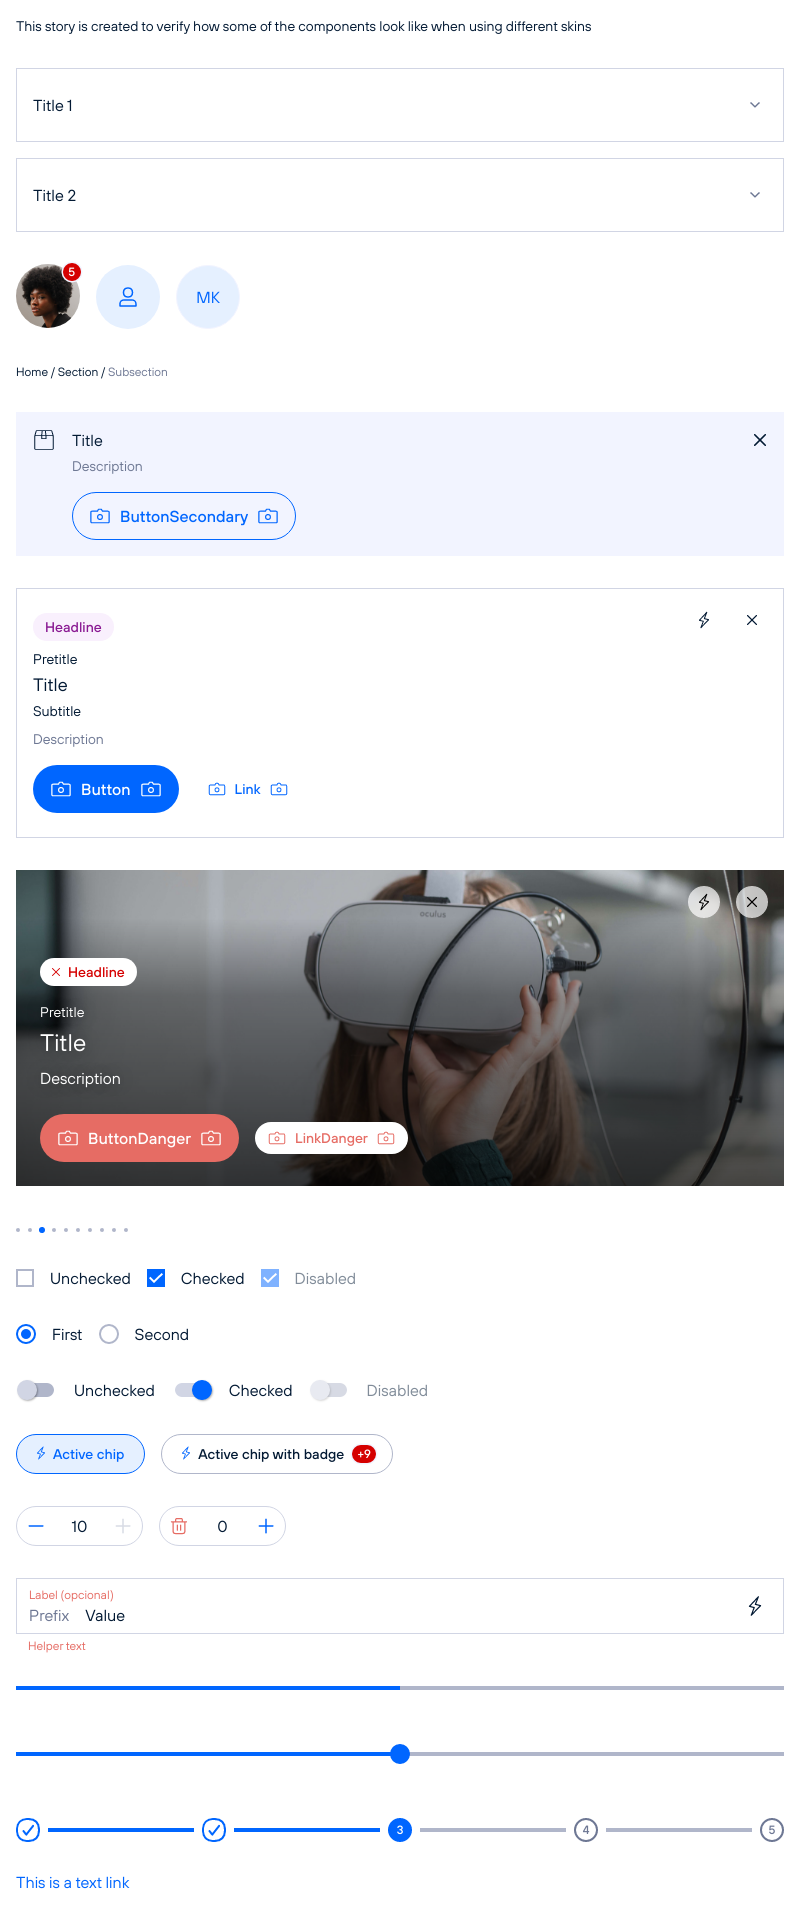 This story is created to verify how some of the components look like when using different skins
Title 1
Title 2
5
MK
Home / Section / Subsection
Title
Description
ButtonSecondary
Headline
Pretitle
Title
Subtitle
Description
Button Link
oculus
Headline
Pretitle
Title
Description
ButtonDanger LinkDanger
Unchecked Checked Disabled
First Second
Unchecked Checked Disabled
Active chip Active chip with badge +9
10 0
Label (opcional)
Prefix Value
Helper text
3 4 5
This is a text link